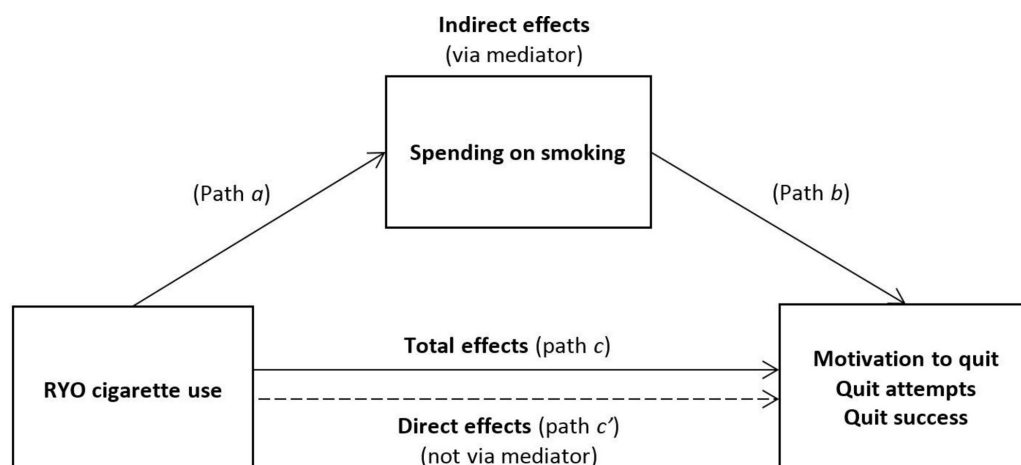 Indirect effects
(via mediator)
Spending on smoking
(Path a)
(Path b)
Total effects (path c)
RYO cigarette use
Motivation to quit
Quit attempts
Quit success
Direct effects (path c’)
(not via mediator)